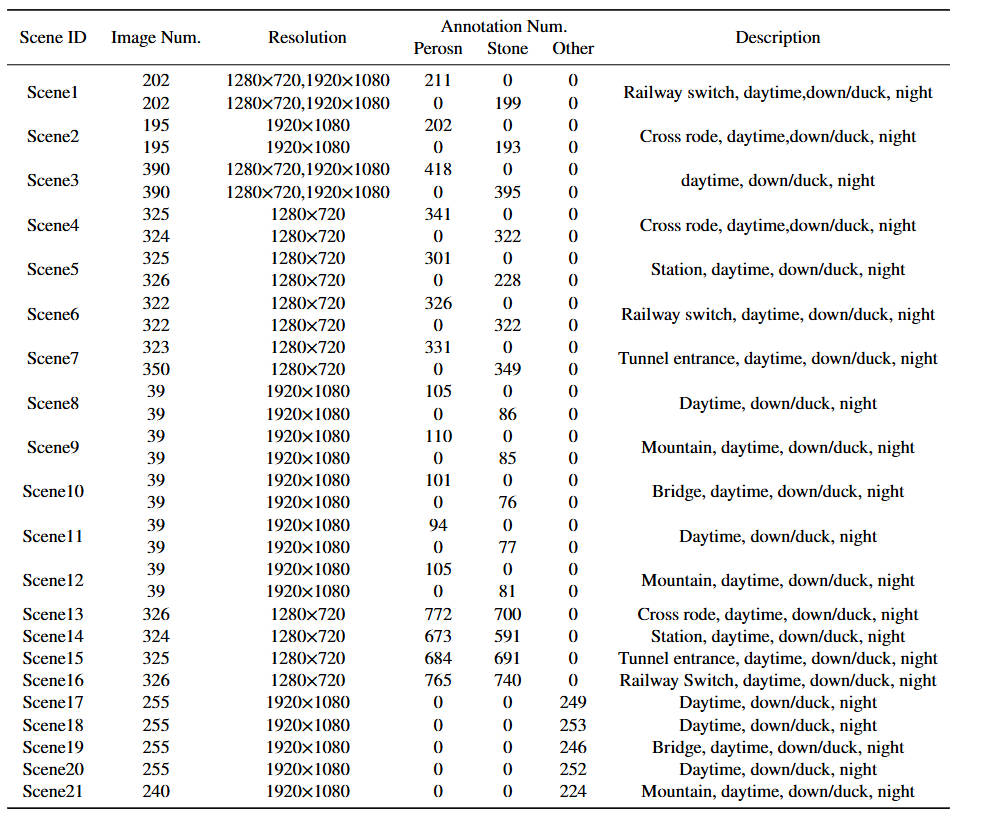 Scene ID Image Num. Resolution Annotation Num. Description
Perosn Stone Other
Scene1 202 1280×720,1920×1080 211 0 0 Railway switch, daytime,down/duck, night
202 1280×720,1920×1080 0 199 0
Scene2 195 1920×1080 202 0 0 Cross rode, daytime,down/duck, night
195 1920×1080 0 193 0
Scene3 390 1280×720,1920×1080 418 0 0 daytime, down/duck, night
390 1280×720,1920×1080 0 395 0
Scene4 325 1280×720 341 0 0 Cross rode, daytime,down/duck, night
324 1280×720 0 322 0
Scene5 325 1280×720 301 0 0 Station, daytime, down/duck, night
326 1280×720 0 228 0
Scene6 322 1280×720 326 0 0 Railway switch, daytime, down/duck, night
322 1280×720 0 322 0
Scene7 323 1280×720 331 0 0 Tunnel entrance, daytime, down/duck, night
350 1280×720 0 349 0
Scene8 39 1920×1080 105 0 0 Daytime, down/duck, night
39 1920×1080 0 86 0
Scene9 39 1920×1080 110 0 0 Mountain, daytime, down/duck, night
39 1920×1080 0 85 0
Scene10 39 1920×1080 101 0 0 Bridge, daytime, down/duck, night
39 1920×1080 0 76 0
Scene11 39 1920×1080 94 0 0 Daytime, down/duck, night
39 1920×1080 0 77 0
Scene12 39 1920×1080 105 0 0 Mountain, daytime, down/duck, night
39 1920×1080 0 81 0
Scene13 326 1280×720 772 700 0 Cross rode, daytime, down/duck, night
Scene14 324 1280×720 673 591 0 Station, daytime, down/duck, night
Scene15 325 1280×720 684 691 0 Tunnel entrance, daytime, down/duck, night
Scene16 326 1280×720 765 740 0 Railway Switch, daytime, down/duck, night
Scene17 255 1920×1080 0 0 249 Daytime, down/duck, night
Scene18 255 1920×1080 0 0 253 Daytime, down/duck, night
Scene19 255 1920×1080 0 0 246 Bridge, daytime, down/duck, night
Scene20 255 1920×1080 0 0 252 Daytime, down/duck, night
Scene21 240 1920×1080 0 0 224 Mountain, daytime, down/duck, night